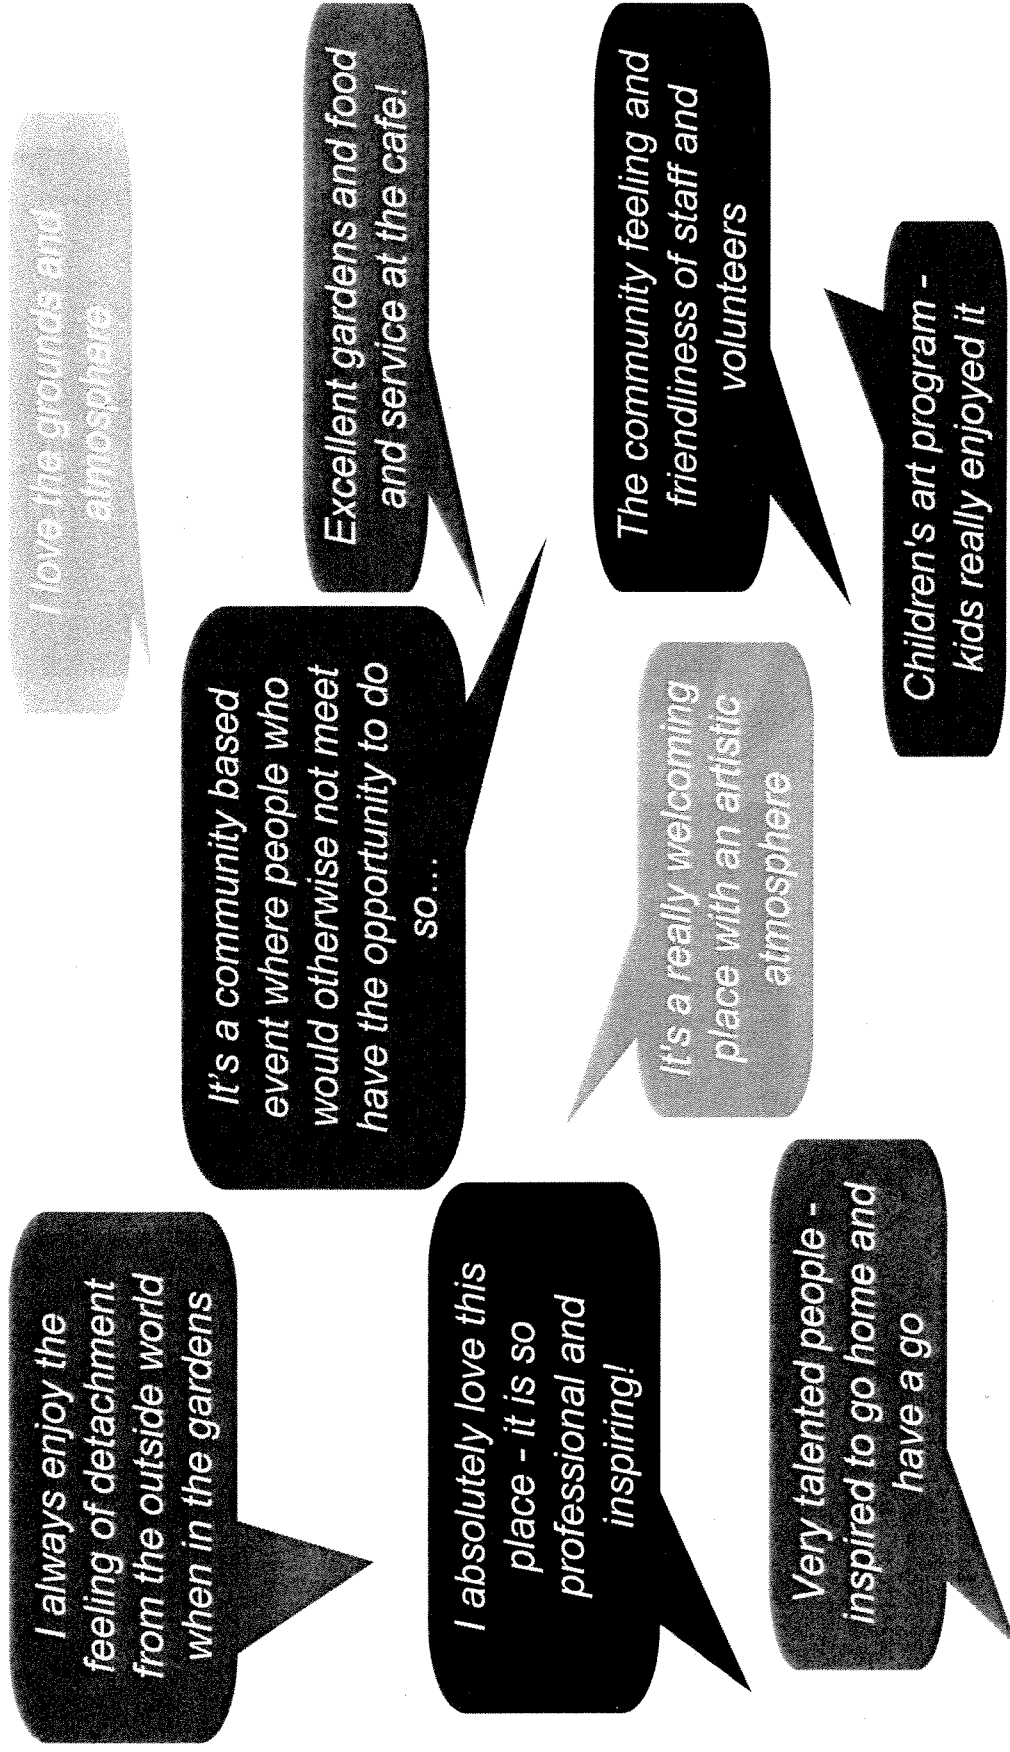 I always enjoy the
feeling of detachment
from the outside world
when in the gardens
I love the grounds and
atmosphere
It's a community based
event where people who
would otherwise not meet
have the opportunity to do
so...
Excellent gardens and food
and service at the cafe!
I absolutely love this
place - it is so
professional and
inspiring!
It's a really welcoming
place with an artistic
atmosphere
The community feeling and
friendliness of staff and
volunteers
Very talented people -
inspired to go home and
have a go
Children's art program -
kids really enjoyed it